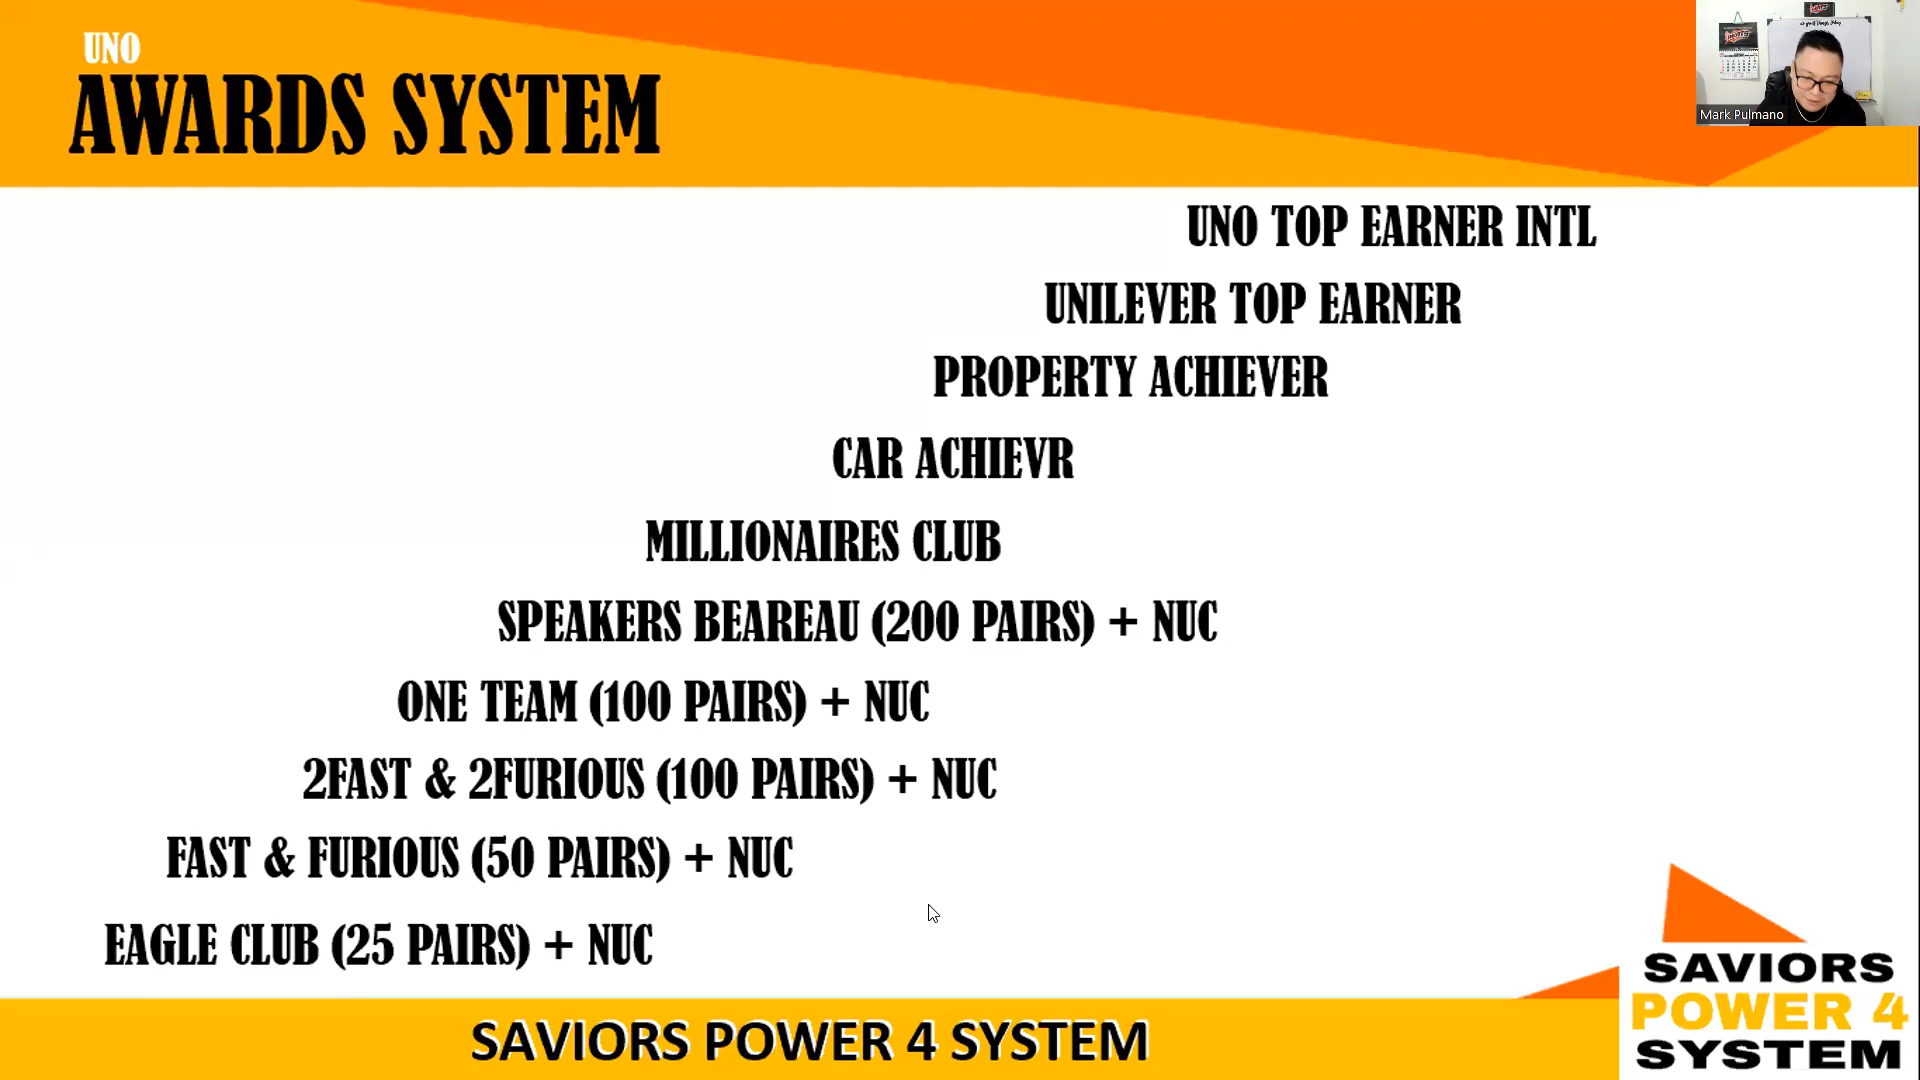 UNO
AWARDS SYSTEM
Mark Pulmano
UNO TOP EARNER INTL
UNILEVER TOP EARNER
PROPERTY ACHIEVER
CAR ACHIEVR
MILLIONAIRES CLUB
SPEAKERS BEAREAU (200 PAIRS) + NUC
ONE TEAM (100 PAIRS) + NUC
2FAST & 2FURIOUS (100 PAIRS) + NUC
FAST & FURIOUS (50 PAIRS) + NUC
EAGLE CLUB (25 PAIRS) + NUC
SAVIORS POWER 4 SYSTEM
SAVIORS
POWER 4
SYSTEM